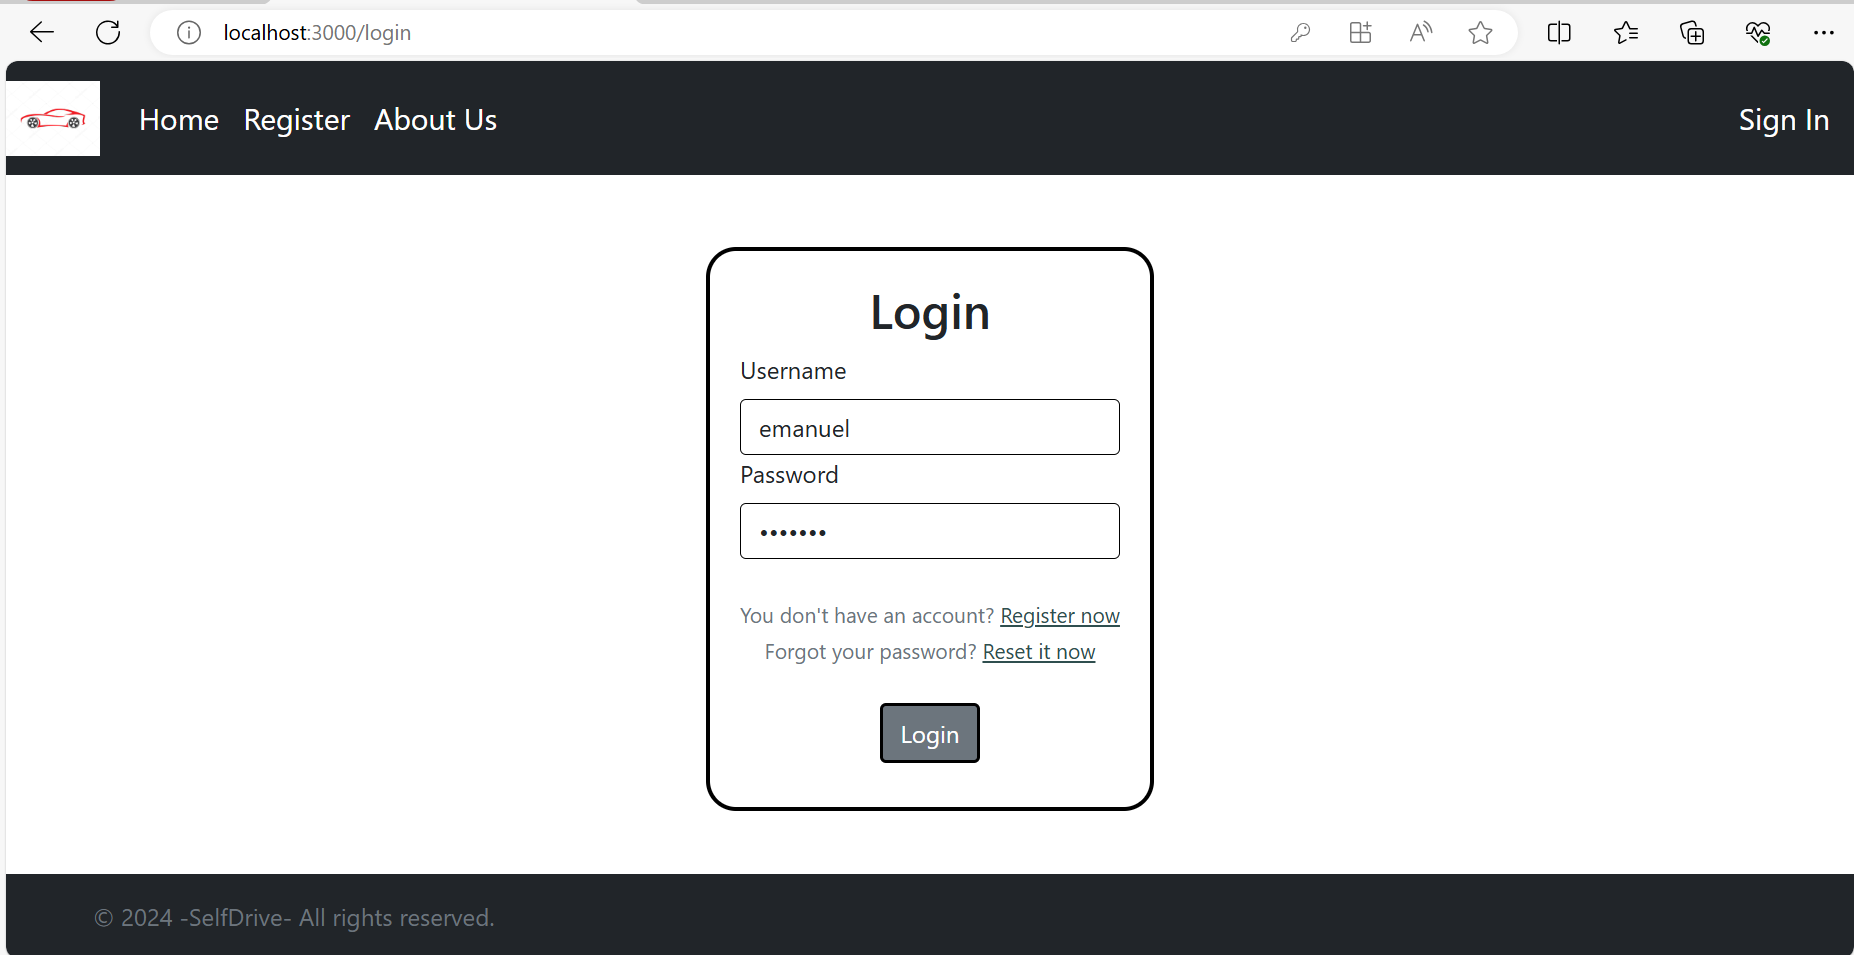 localhost:3000/login
Home Register About Us Sign In
Login
Username
emanuel
Password
•••••••
You don't have an account? Register now
Forgot your password? Reset it now
Login
© 2024 -SelfDrive- All rights reserved.